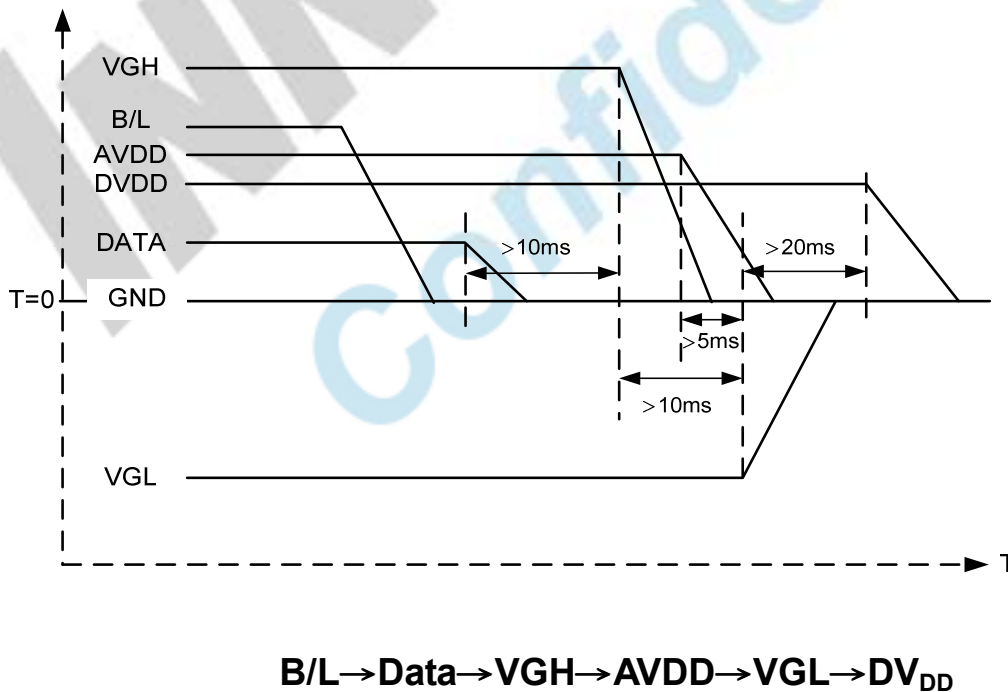 VGH
B/L
AVDD
DVDD
DATA
>10ms
>20ms
T=0
GND
>5ms
>10ms
VGL
T
B/L→Data→VGH→AVDD→VGL→DVDD